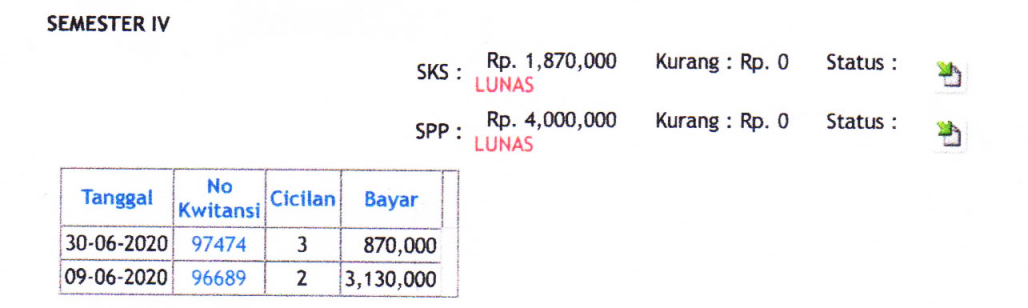 SEMESTER IV
SKS : Rp. 1,870,000 Kurang : Rp. 0 Status :
LUNAS
SPP : Rp. 4,000,000 Kurang : Rp. 0 Status :
LUNAS
Tanggal No Kwitansi Cicilan Bayar
30-06-2020 97474 3 870,000
09-06-2020 96689 2 3,130,000